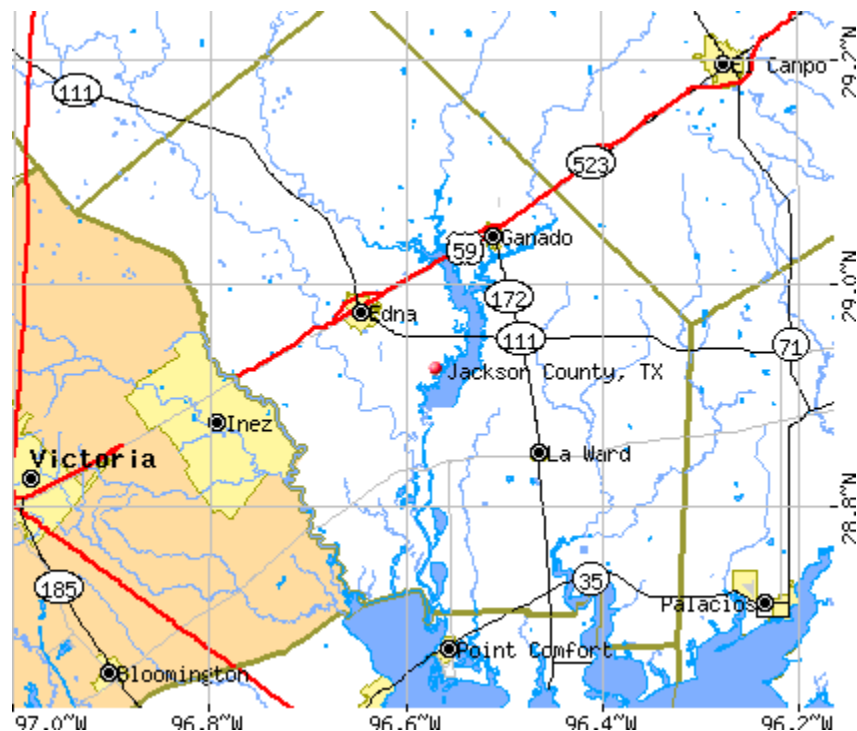 El Campo
29.2°N
111
523
Ganado
59
29.0°N
172
Edna
111
71
Jackson County, TX
Inez
La Ward
Victoria
28.8°N
35
185
Palacios
Point Comfort
Bloomington
97.0°W
96.8°W
96.6°W
96.4°W
96.2°W